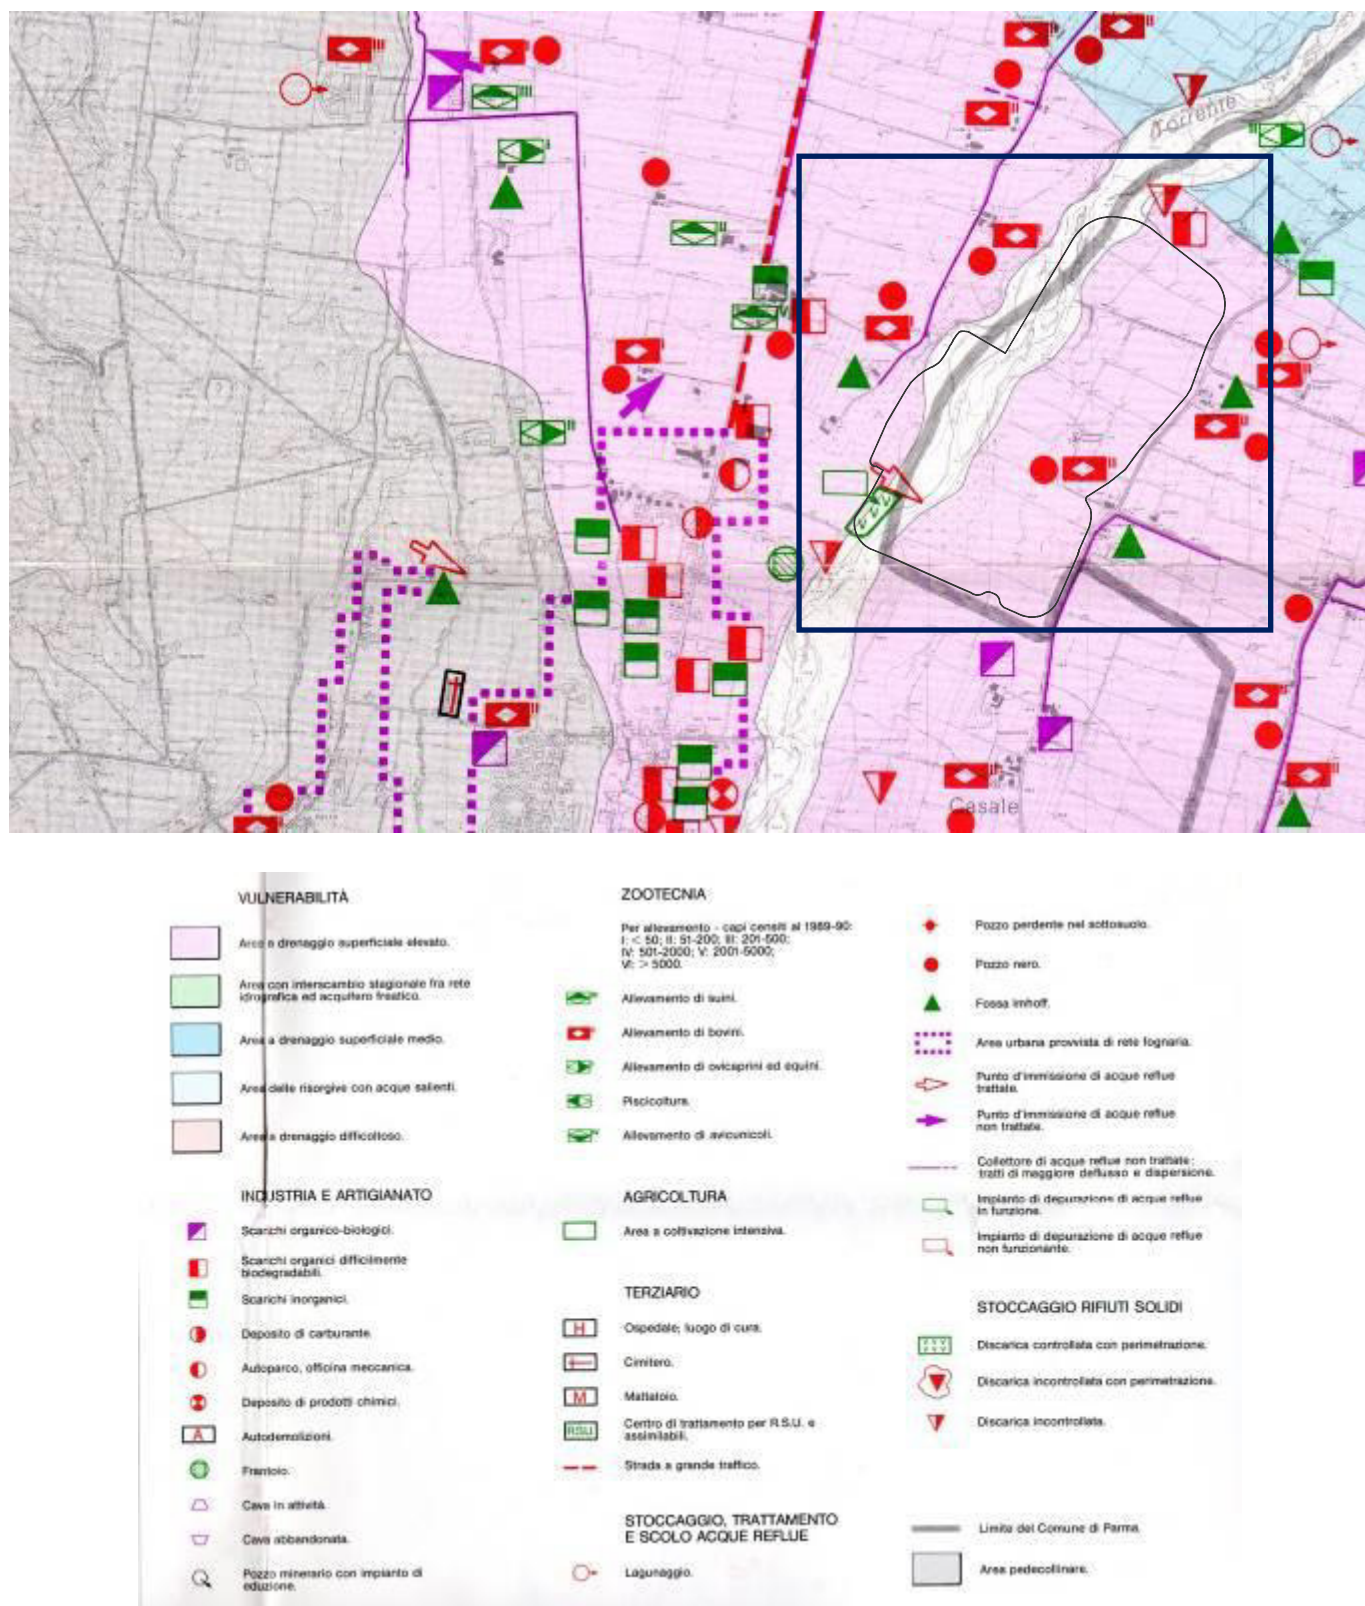 Torrente
Casale
VULNERABILITÀ
Area a drenaggio superficiale elevato.
Area con interscambio stagionale fra rete
idrografica ed acquifero freatico.
Area a drenaggio superficiale medio.
Area delle risorgive con acque salienti.
Area a drenaggio difficoltoso.
INDUSTRIA E ARTIGIANATO
Scarichi organico-biologici.
Scarichi organici difficilmente
biodegradabili.
Scarichi inorganici.
Deposito di carburante.
Autoparco, officina meccanica.
Deposito di prodotti chimici.
A
Autodemolizioni.
Frantoio.
Cava in attività.
Cava abbandonata.
Pozzo minerario con impianto di
eduzione.
ZOOTECNIA
Per allevamento - capi censiti al 1989-90:
I: < 50; II: 51-200; III: 201-500;
IV: 501-2000; V: 2001-5000;
VI: > 5000.
Allevamento di suini.
Allevamento di bovini.
Allevamento di ovicaprini ed equini.
Piscicoltura.
Allevamento di avicunicoli.
AGRICOLTURA
Area a coltivazione intensiva.
TERZIARIO
H
Ospedale; luogo di cura.
Cimitero.
M
Mattatoio.
RSU
Centro di trattamento per R.S.U. e
assimilabili.
Strada a grande traffico.
STOCCAGGIO, TRATTAMENTO
E SCOLO ACQUE REFLUE
Lagunaggio.
Pozzo perdente nel sottosuolo.
Pozzo nero.
Fossa Imhoff.
Area urbana provvista di rete fognaria.
Punto d'immissione di acque reflue
trattate.
Punto d'immissione di acque reflue
non trattate.
Collettore di acque reflue non trattate:
tratti di maggiore deflusso e dispersione.
Impianto di depurazione di acque reflue
in funzione.
Impianto di depurazione di acque reflue
non funzionante.
STOCCAGGIO RIFIUTI SOLIDI
Discarica controllata con perimetrazione.
Discarica incontrollata con perimetrazione.
Discarica incontrollata.
Limite del Comune di Parma.
Area pedecollinare.